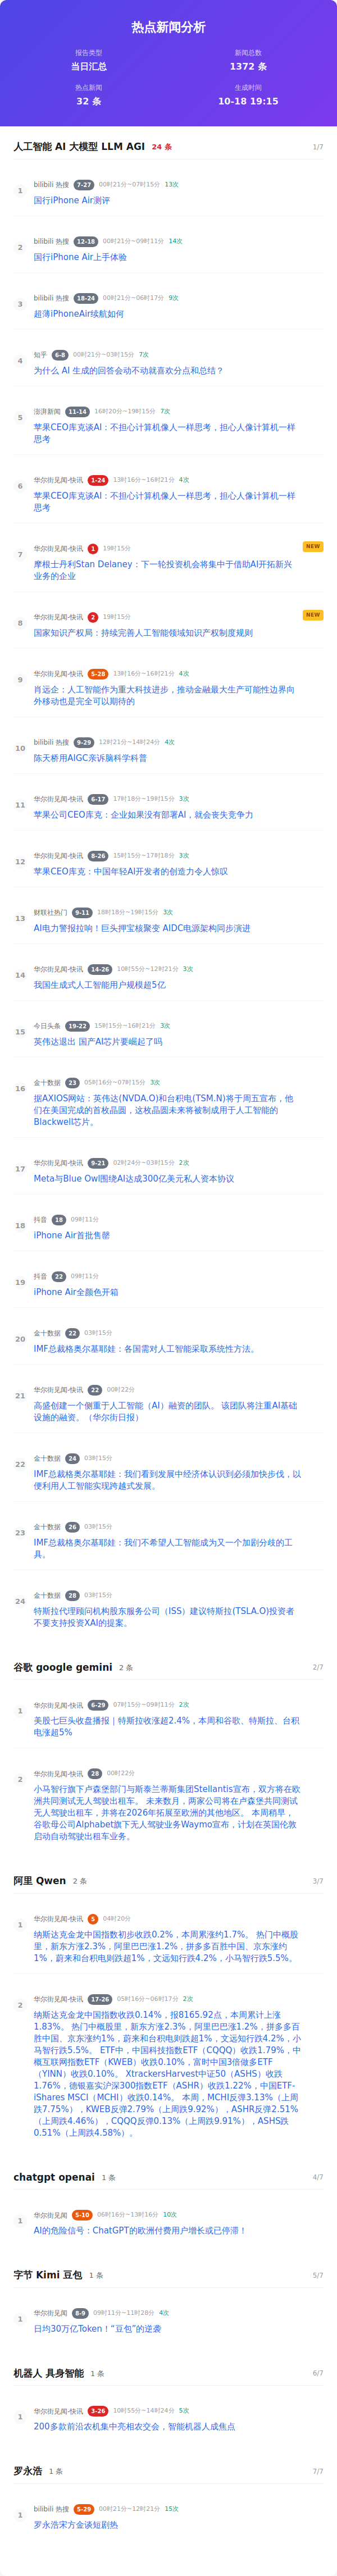 热点新闻分析
报告类型
新闻总数
当日汇总
1372 条
热点新闻
生成时间
32 条
10-18 19:15
人工智能 AI 大模型 LLM AGI 24 条 1/7
1 bilibili 热搜 7-27 00时21分~07时15分 13次
国行iPhone Air测评
2 bilibili 热搜 12-18 00时21分~09时11分 14次
国行iPhone Air上手体验
3 bilibili 热搜 18-24 00时21分~06时17分 9次
超薄iPhoneAir续航如何
4 知乎 6-8 00时21分~03时15分 7次
为什么 AI 生成的回答会动不动就喜欢分点和总结？
5 澎湃新闻 11-14 16时20分~19时15分 7次
苹果CEO库克谈AI：不担心计算机像人一样思考，担心人像计算机一样
思考
6 华尔街见闻-快讯 1-24 13时16分~16时21分 4次
苹果CEO库克谈AI：不担心计算机像人一样思考，担心人像计算机一样
思考
7 华尔街见闻-快讯 1 19时15分 NEW
摩根士丹利Stan Delaney：下一轮投资机会将集中于借助AI开拓新兴
业务的企业
8 华尔街见闻-快讯 2 19时15分 NEW
国家知识产权局：持续完善人工智能领域知识产权制度规则
9 华尔街见闻-快讯 5-28 13时16分~16时21分 4次
肖远企：人工智能作为重大科技进步，推动金融最大生产可能性边界向
外移动也是完全可以期待的
10 bilibili 热搜 9-29 12时21分~14时24分 4次
陈天桥用AIGC亲诉脑科学科普
11 华尔街见闻-快讯 6-17 17时18分~19时15分 3次
苹果公司CEO库克：企业如果没有部署AI，就会丧失竞争力
12 华尔街见闻-快讯 8-26 15时15分~17时18分 3次
苹果CEO库克：中国年轻AI开发者的创造力令人惊叹
13 财联社热门 9-11 18时18分~19时15分 3次
AI电力警报拉响！巨头押宝核聚变 AIDC电源架构同步演进
14 华尔街见闻-快讯 14-26 10时55分~12时21分 3次
我国生成式人工智能用户规模超5亿
15 今日头条 19-22 15时15分~16时21分 3次
英伟达退出 国产AI芯片要崛起了吗
16 金十数据 23 05时16分~07时15分 3次
据AXIOS网站：英伟达(NVDA.O)和台积电(TSM.N)将于周五宣布，他
们在美国完成的首枚晶圆，这枚晶圆未来将被制成用于人工智能的
Blackwell芯片。
17 华尔街见闻-快讯 9-21 02时24分~03时15分 2次
Meta与Blue Owl围绕AI达成300亿美元私人资本协议
18 抖音 18 09时11分
iPhone Air首批售罄
19 抖音 22 09时11分
iPhone Air全颜色开箱
20 金十数据 22 03时15分
IMF总裁格奥尔基耶娃：各国需对人工智能采取系统性方法。
21 华尔街见闻-快讯 22 00时22分
高盛创建一个侧重于人工智能（AI）融资的团队。 该团队将注重AI基础
设施的融资。（华尔街日报）
22 金十数据 24 03时15分
IMF总裁格奥尔基耶娃：我们看到发展中经济体认识到必须加快步伐，以
便利用人工智能实现跨越式发展。
23 金十数据 26 03时15分
IMF总裁格奥尔基耶娃：我们不希望人工智能成为又一个加剧分歧的工
具。
24 金十数据 28 03时15分
特斯拉代理顾问机构股东服务公司（ISS）建议特斯拉(TSLA.O)投资者
不要支持投资XAI的提案。
谷歌 google gemini 2 条 2/7
1 华尔街见闻-快讯 6-29 07时15分~09时11分 2次
美股七巨头收盘播报｜特斯拉收涨超2.4%，本周和谷歌、特斯拉、台积
电涨超5%
2 华尔街见闻-快讯 28 00时22分
小马智行旗下卢森堡部门与斯泰兰蒂斯集团Stellantis宣布，双方将在欧
洲共同测试无人驾驶出租车。 未来数月，两家公司将在卢森堡共同测试
无人驾驶出租车，并将在2026年拓展至欧洲的其他地区。 本周稍早，
谷歌母公司Alphabet旗下无人驾驶业务Waymo宣布，计划在英国伦敦
启动自动驾驶出租车业务。
阿里 Qwen 2 条 3/7
1 华尔街见闻-快讯 5 04时20分
纳斯达克金龙中国指数初步收跌0.2%，本周累涨约1.7%。 热门中概股
里，新东方涨2.3%，阿里巴巴涨1.2%，拼多多百胜中国、京东涨约
1%，蔚来和台积电则跌超1%，文远知行跌4.2%，小马智行跌5.5%。
2 华尔街见闻-快讯 17-26 05时16分~06时17分 2次
纳斯达克金龙中国指数收跌0.14%，报8165.92点，本周累计上涨
1.83%。 热门中概股里，新东方涨2.3%，阿里巴巴涨1.2%，拼多多百
胜中国、京东涨约1%，蔚来和台积电则跌超1%，文远知行跌4.2%，小
马智行跌5.5%。 ETF中，中国科技指数ETF（CQQQ）收跌1.79%，中
概互联网指数ETF（KWEB）收跌0.10%，富时中国3倍做多ETF
（YINN）收跌0.10%。 XtrackersHarvest中证50（ASHS）收跌
1.76%，德银嘉实沪深300指数ETF（ASHR）收跌1.22%，中国ETF-
iShares MSCI（MCHI）收跌0.14%。 本周，MCHI反弹3.13%（上周
跌7.75%），KWEB反弹2.79%（上周跌9.92%），ASHR反弹2.51%
（上周跌4.46%），CQQQ反弹0.13%（上周跌9.91%），ASHS跌
0.51%（上周跌4.58%）。
chatgpt openai 1 条 4/7
1 华尔街见闻 5-10 06时16分~13时16分 10次
AI的危险信号：ChatGPT的欧洲付费用户增长或已停滞！
字节 Kimi 豆包 1 条 5/7
1 华尔街见闻 8-9 09时11分~11时28分 4次
日均30万亿Token！“豆包”的逆袭
机器人 具身智能 1 条 6/7
1 华尔街见闻-快讯 3-26 10时55分~14时24分 5次
200多款前沿农机集中亮相农交会，智能机器人成焦点
罗永浩 1 条 7/7
1 bilibili 热搜 5-29 00时21分~12时21分 15次
罗永浩宋方金谈短剧热